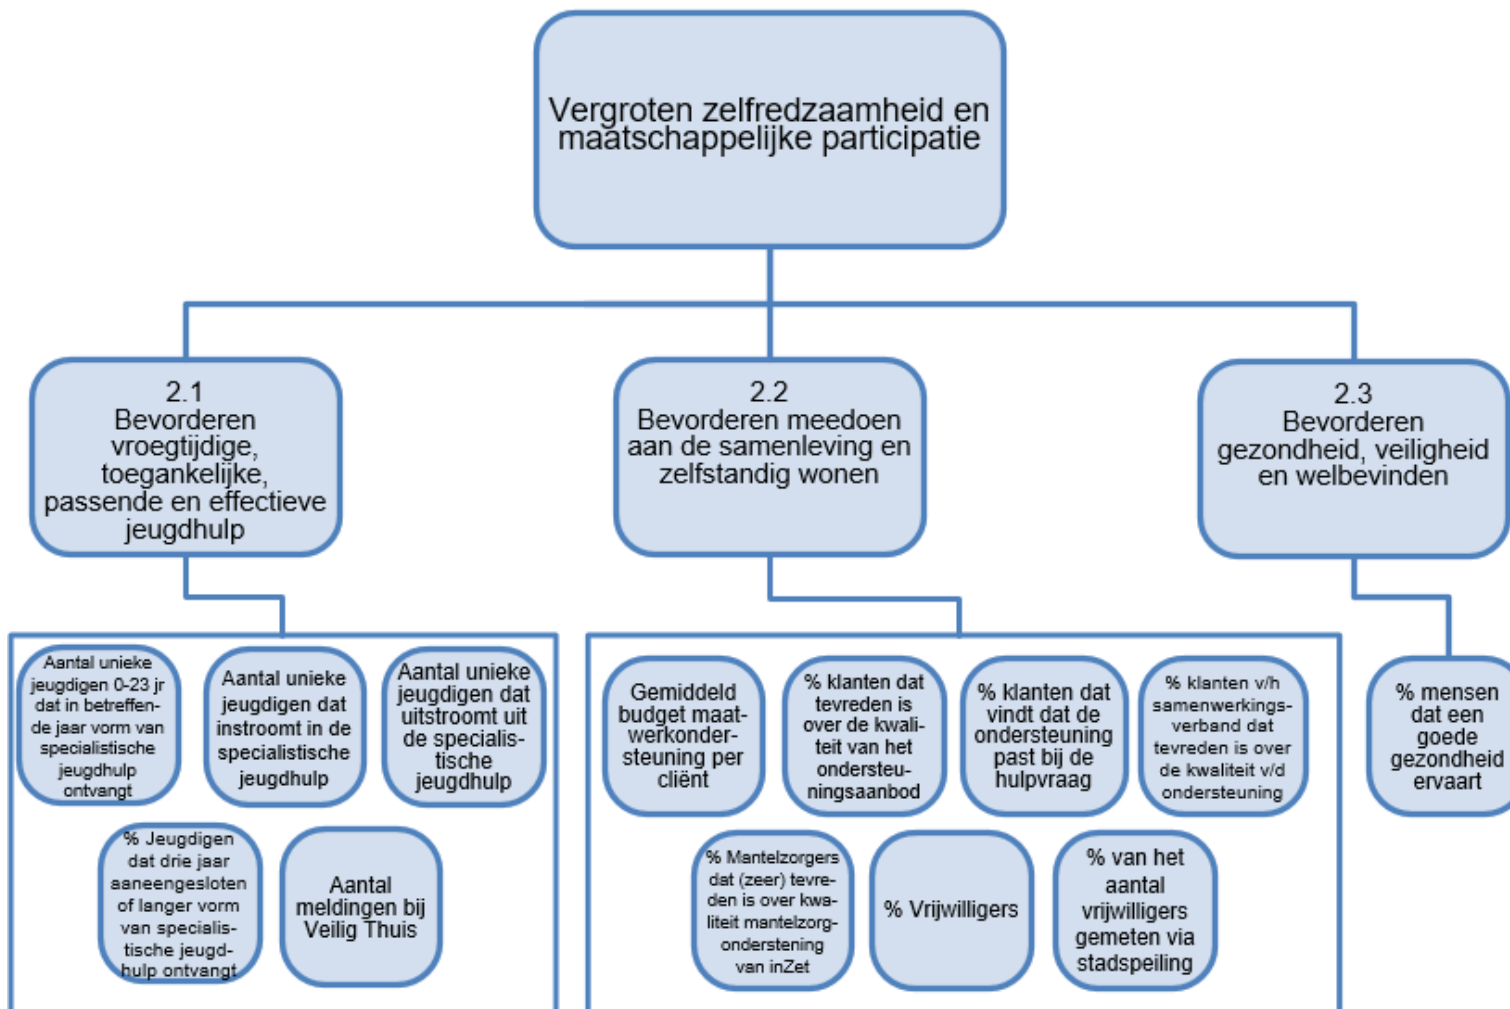 Vergroten zelfredzaamheid en
maatschappelijke participatie
2.1
Bevorderen
vroegtijdige,
toegankelijke,
passende en effectieve
jeugdhulp
2.2
Bevorderen meedoen
aan de samenleving en
zelfstandig wonen
2.3
Bevorderen
gezondheid, veiligheid
en welbevinden
Aantal unieke
jeugdigen 0-23 jr
dat in betreffen-
de jaar vorm van
specialistische
jeugdhulp
ontvangt
Aantal unieke
jeugdigen dat
instroomt in de
specialistische
jeugdhulp
Aantal unieke
jeugdigen dat
uitstroomt uit
de specialis-
tische
jeugdhulp
% Jeugdigen
dat drie jaar
aaneengesloten
of langer vorm
van specialis-
tische jeugd-
hulp ontvangt
Aantal
meldingen bij
Veilig Thuis
Gemiddeld
budget maat-
werkonder-
steuning per
cliënt
% klanten dat
tevreden is
over de kwali-
teit van het
ondersteu-
ningsaanbod
% klanten dat
vindt dat de
ondersteuning
past bij de
hulpvraag
% klanten v/h
samenwerkings-
verband dat
tevreden is over
de kwaliteit v/d
ondersteuning
% Mantelzorgers
dat (zeer) tevre-
den is over kwa-
liteit mantelzorg-
onderstening
van inZet
% Vrijwilligers
% van het
aantal
vrijwilligers
gemeten via
stadspeiling
% mensen
dat een
goede
gezondheid
ervaart